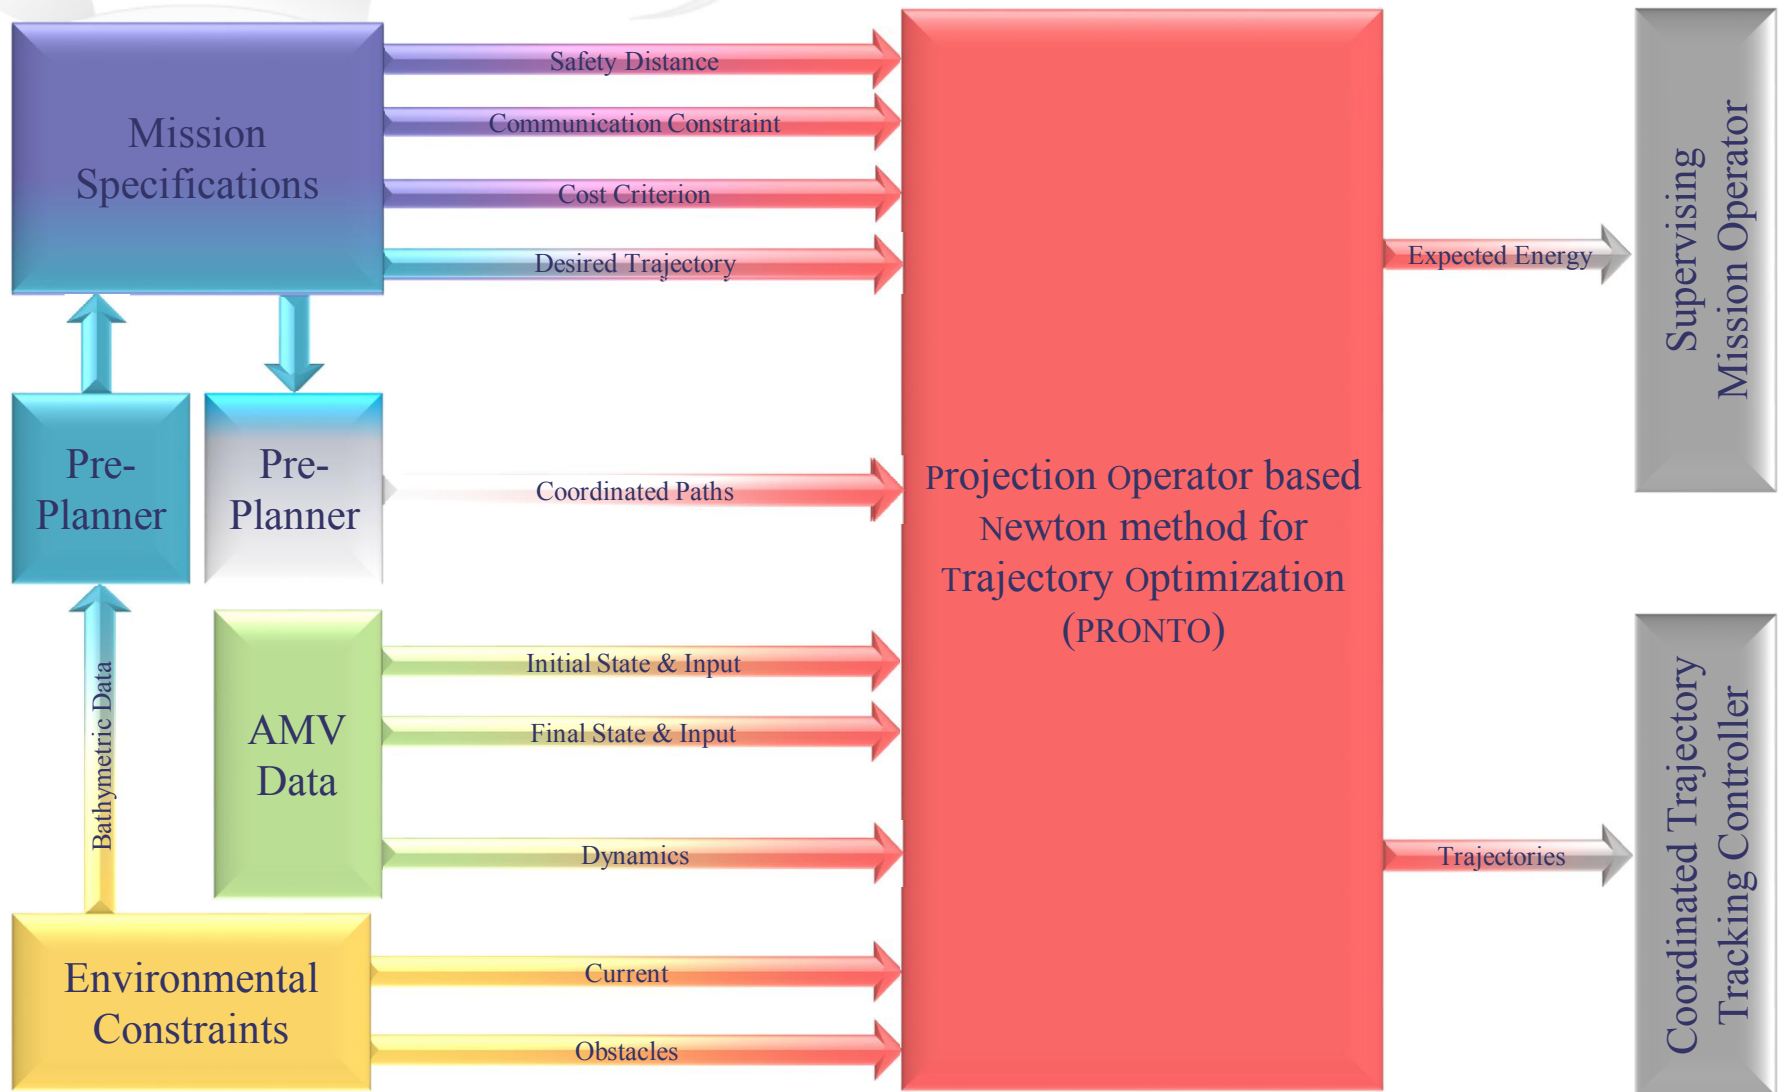 Mission
Specifications
Safety Distance
Communication Constraint
Cost Criterion
Desired Trajectory
Pre-
Planner
Pre-
Planner
Coordinated Paths
Bathymetric Data
AMV
Data
Initial State & Input
Final State & Input
Dynamics
Environmental
Constraints
Current
Obstacles
Projection Operator based
Newton method for
Trajectory Optimization
(PRONTO)
Expected Energy
Trajectories
Supervising
Mission Operator
Coordinated Trajectory
Tracking Controller